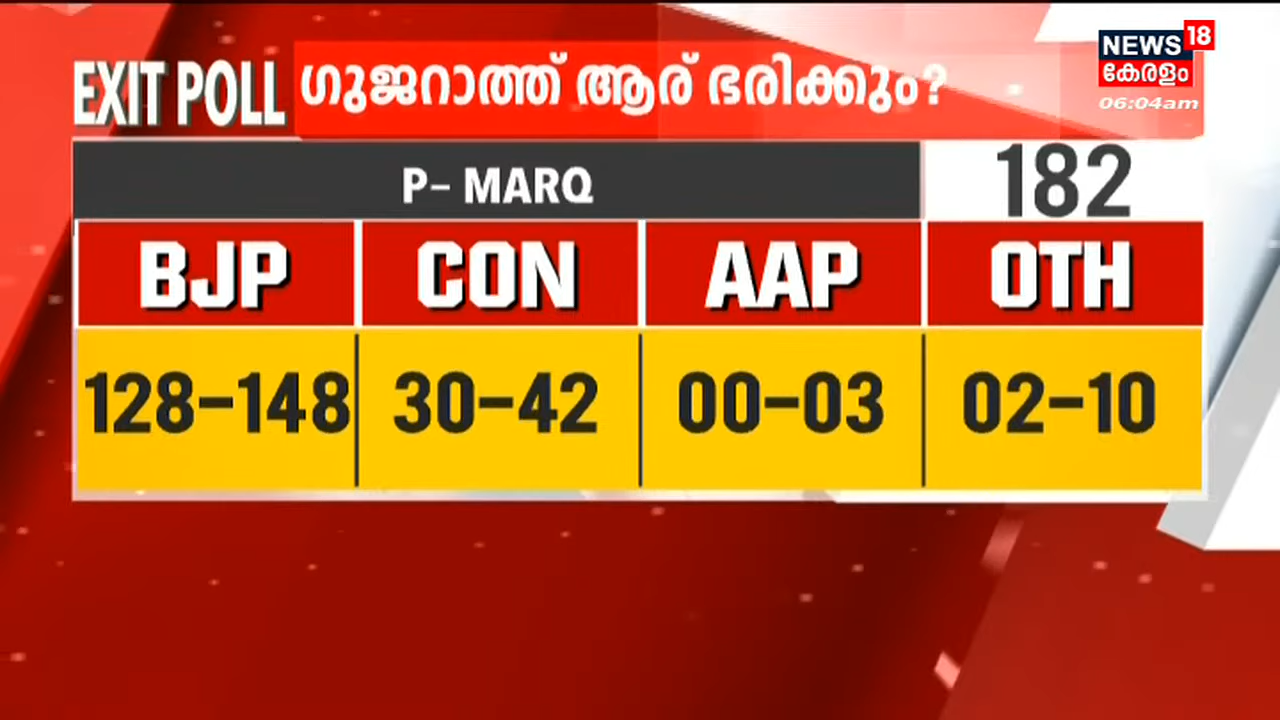 EXIT POLL ഗുജറാത്ത് ആര് ഭരിക്കും?
NEWS 18
കേരളം
06:04am
P- MARQ 182
BJP CON AAP OTH
128-148 30-42 00-03 02-10